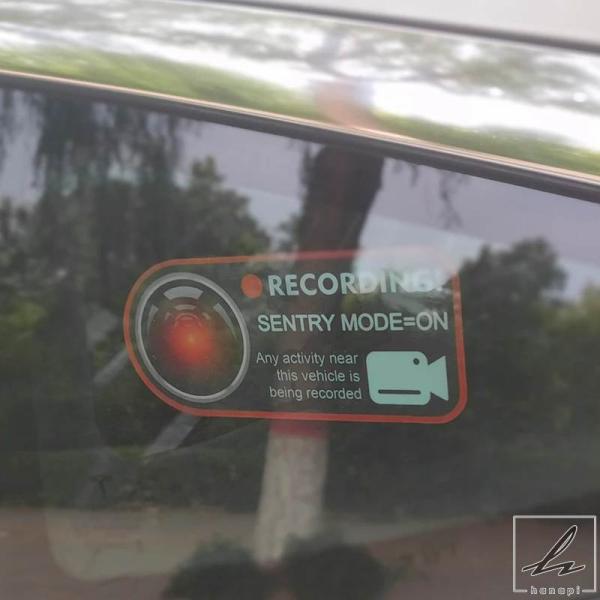 RECORDING!
SENTRY MODE=ON
Any activity near
this vehicle is
being recorded
hanapi